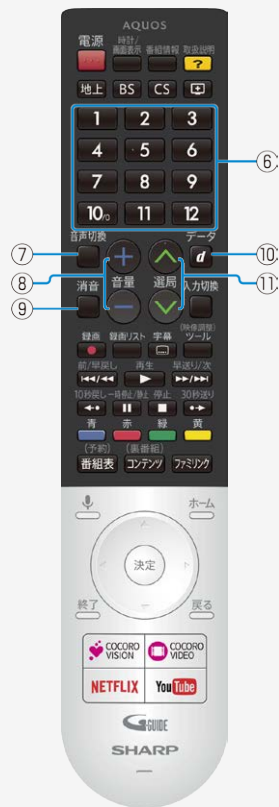 AQUOS
電源 時計/画面表示 番組情報 取扱説明
?
地上 BS CS
1 2 3
4 5 6
⑥
7 8 9
10/0 11 12
⑦ 音声切換 データ
d ⑩
⑧ 音量 選局 ⑪
⑨ 消音 入力切換
(映像調整)
録画 録画リスト 字幕 ツール
前/早戻し 再生 早送り/次
10秒戻し 一時停止/静止 停止 30秒送り
青 赤 緑 黄
(予約) (裏番組)
番組表 コンテンツ ファミリンク
ホーム
決定
終了 戻る
COCORO VISION COCORO VIDEO
NETFLIX YouTube
G GUIDE
SHARP